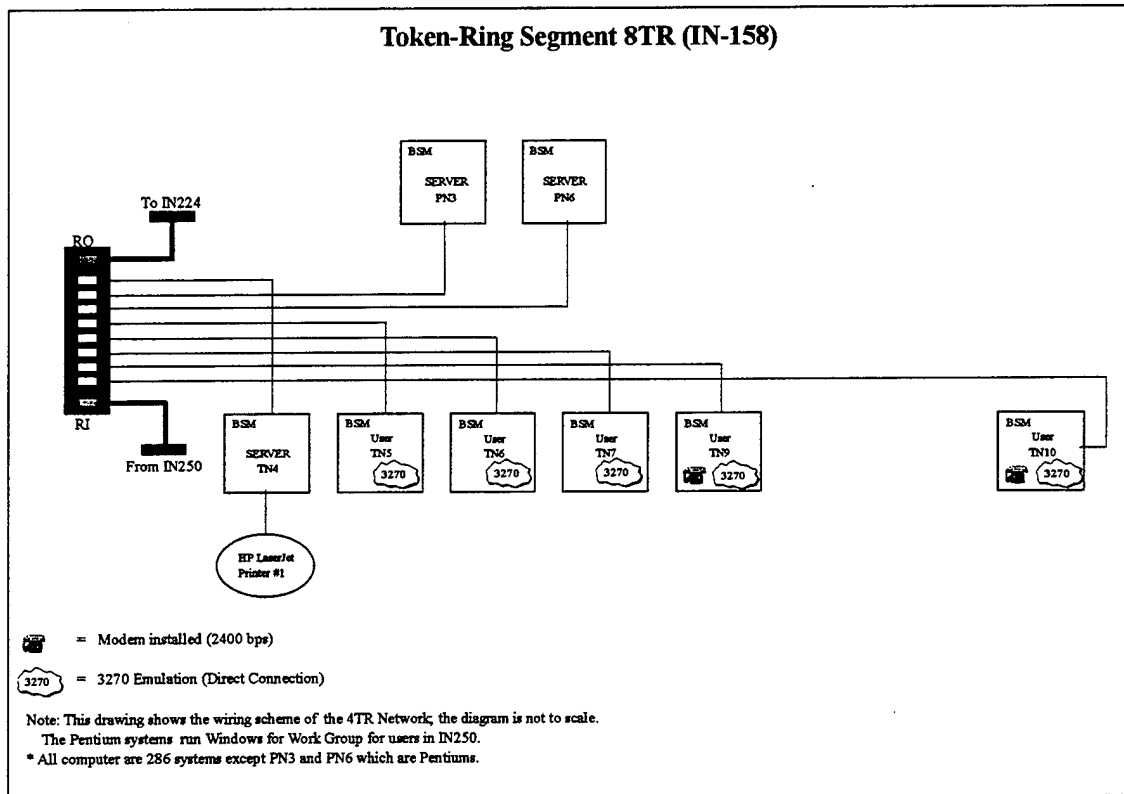 Token-Ring Segment 8TR (IN-158)
BSM
SERVER
PN3
BSM
SERVER
PN6
To IN224
RO
RI
From IN250
BSM
SERVER
TN4
BSM
User
TN5
3270
BSM
User
TN6
3270
BSM
User
TN7
3270
BSM
User
TN9
3270
BSM
User
TN10
3270
HP LaserJet
Printer #1
= Modem installed (2400 bps)
3270 = 3270 Emulation (Direct Connection)
Note: This drawing shows the wiring scheme of the 4TR Network, the diagram is not to scale.
The Pentium systems run Windows for Work Group for users in IN250.
* All computer are 286 systems except PN3 and PN6 which are Pentiums.